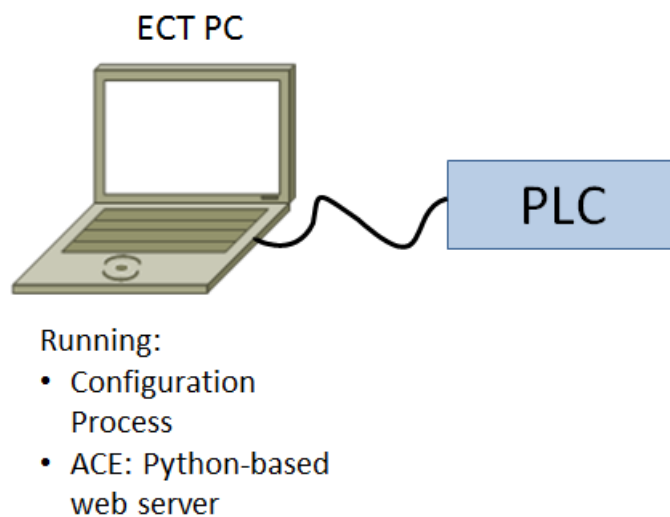 ECT PC
PLC
Running:
• Configuration
Process
• ACE: Python-based
web server